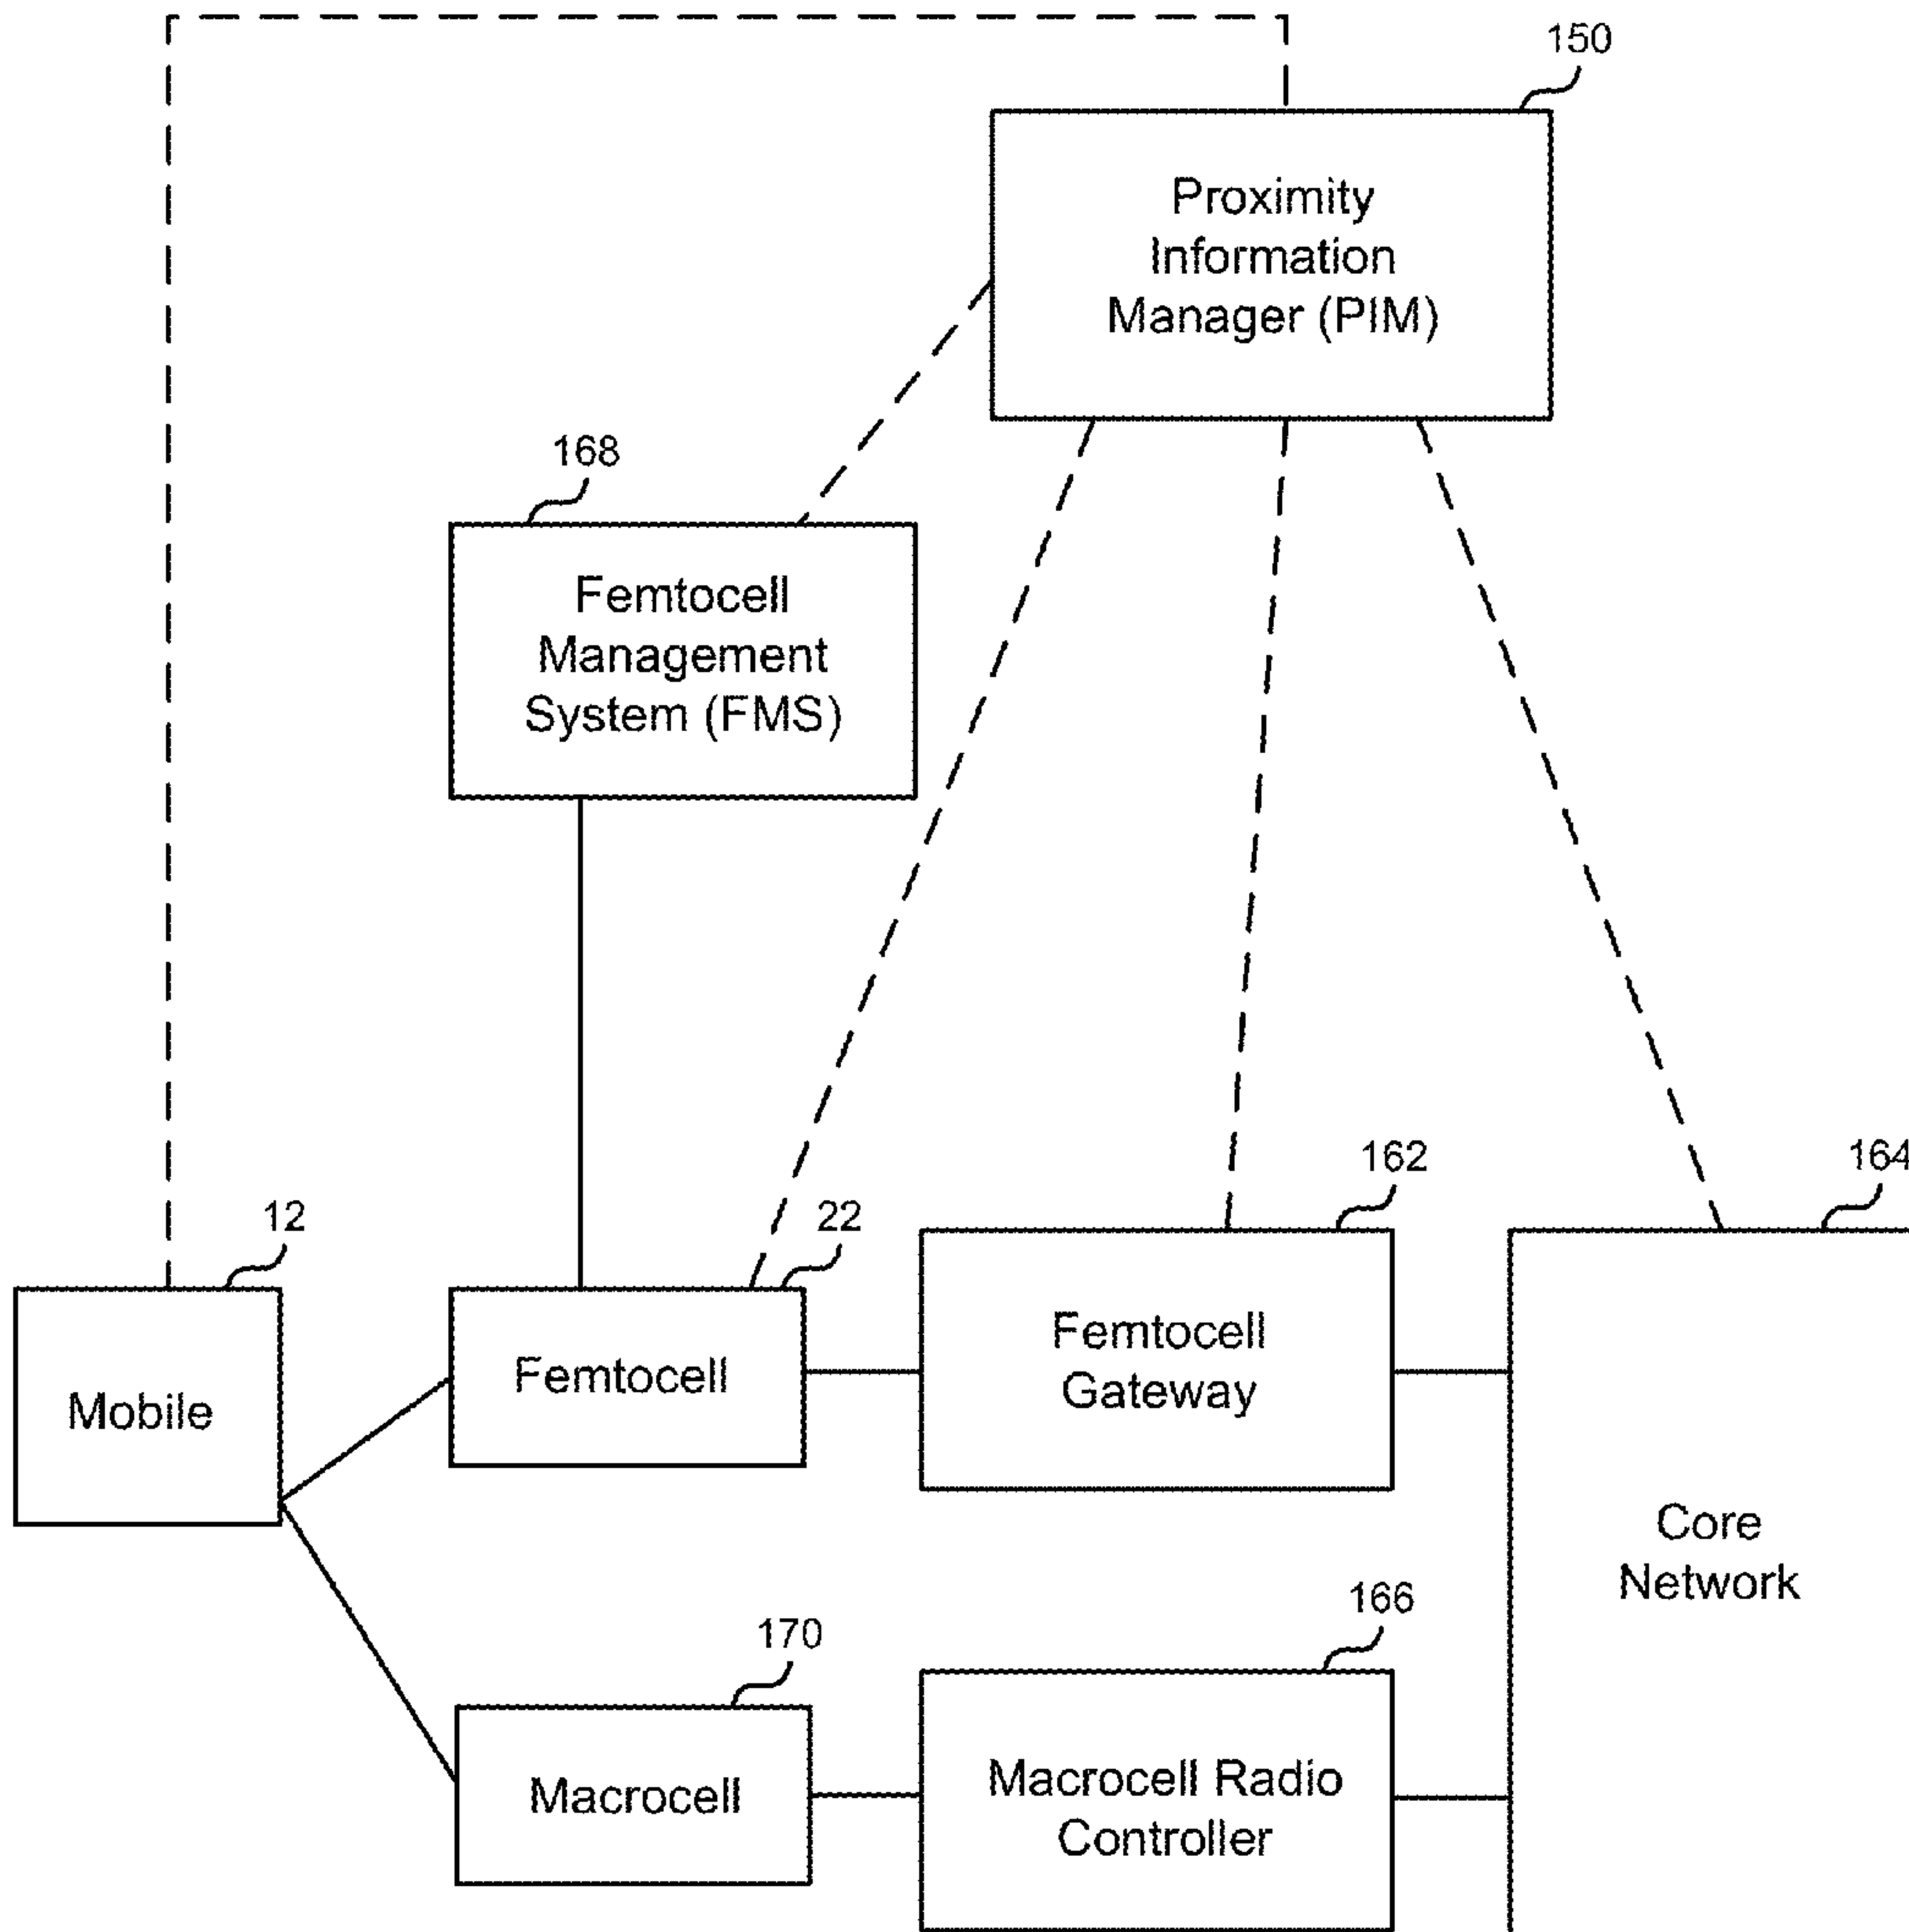 150
Proximity
Information
Manager (PIM)
168
Femtocell
Management
System (FMS)
12
22
162
164
Mobile
Femtocell
Femtocell
Gateway
Core
Network
170
166
Macrocell
Macrocell Radio
Controller